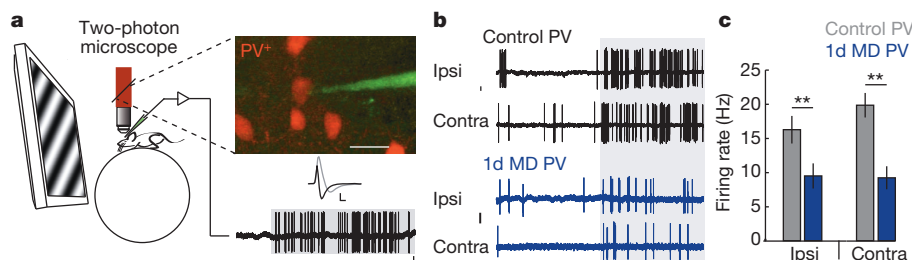 a
Two-photon
microscope
PV+
b
Control PV
Ipsi
Contra
1d MD PV
Ipsi
Contra
c
Control PV
1d MD PV
Firing rate (Hz)
25
20
15
10
5
0
**
**
Ipsi
Contra